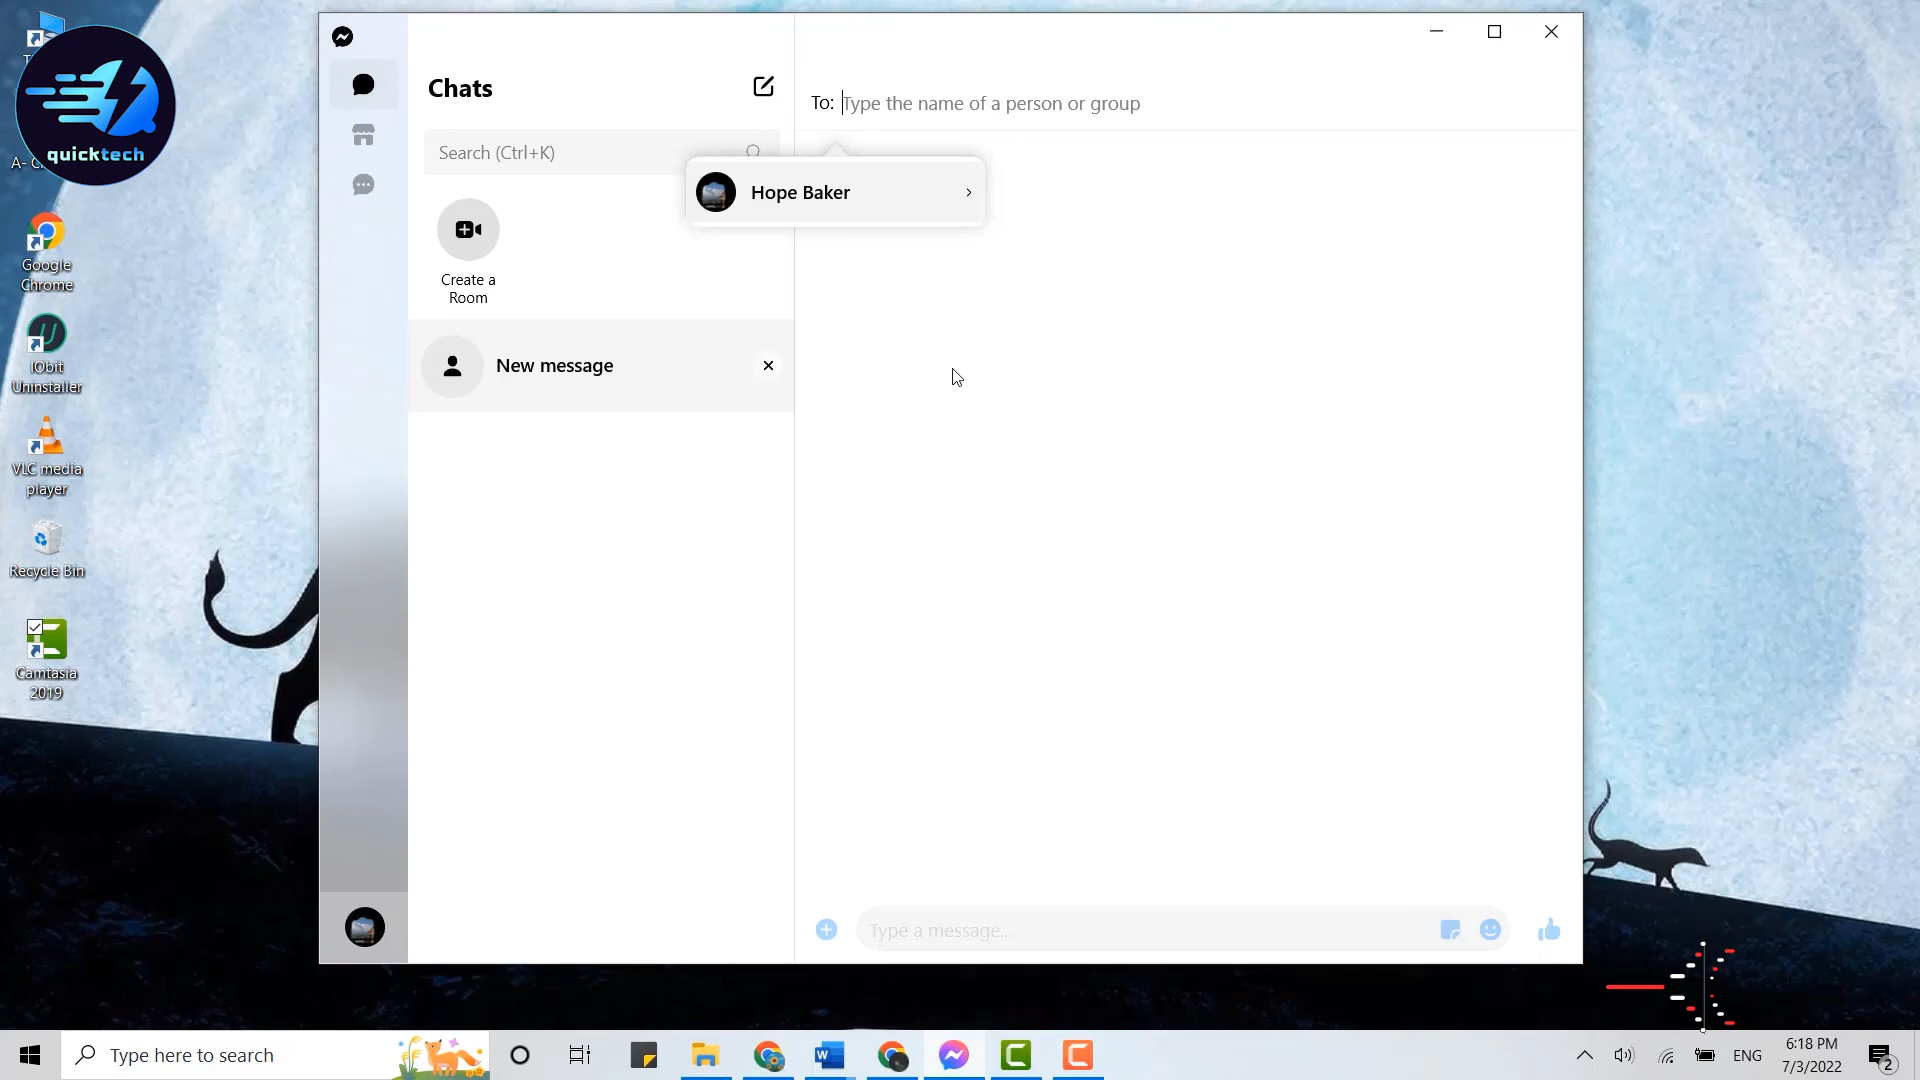 quicktech
Google
Chrome
IObit
Uninstaller
VLC media
player
Recycle Bin
Camtasia
2019
Chats
Search (Ctrl+K)
Create a
Room
New message
To: Type the name of a person or group
Hope Baker
Type a message...
Type here to search
ENG
6:18 PM
7/3/2022
2